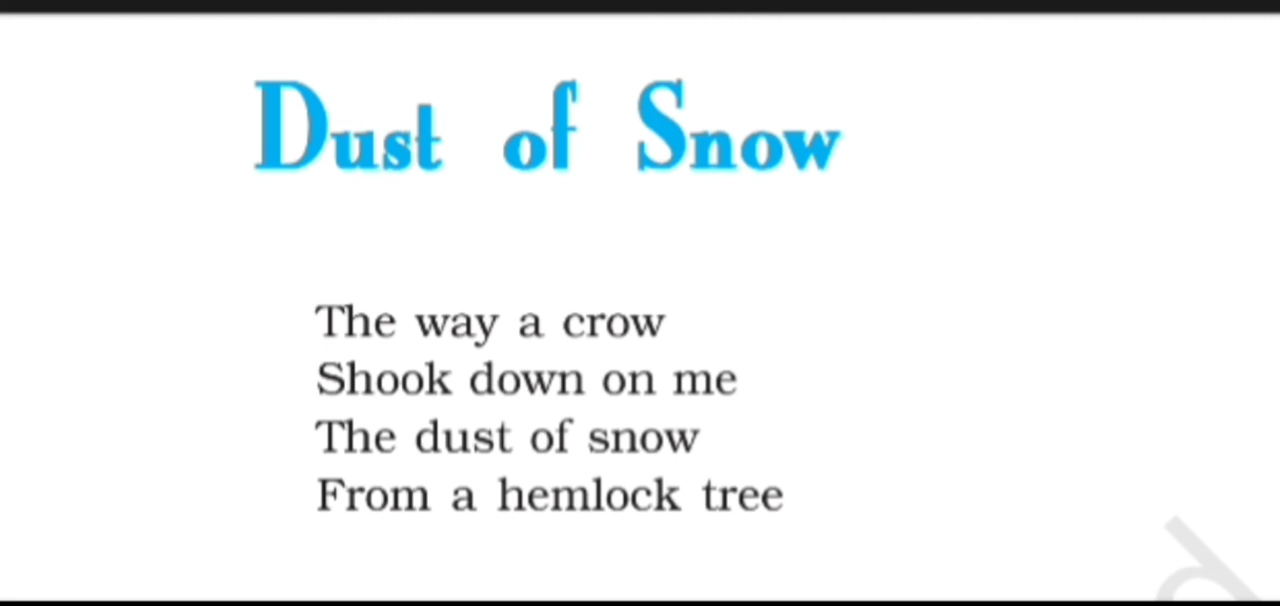 Dust of Snow
The way a crow
Shook down on me
The dust of snow
From a hemlock tree